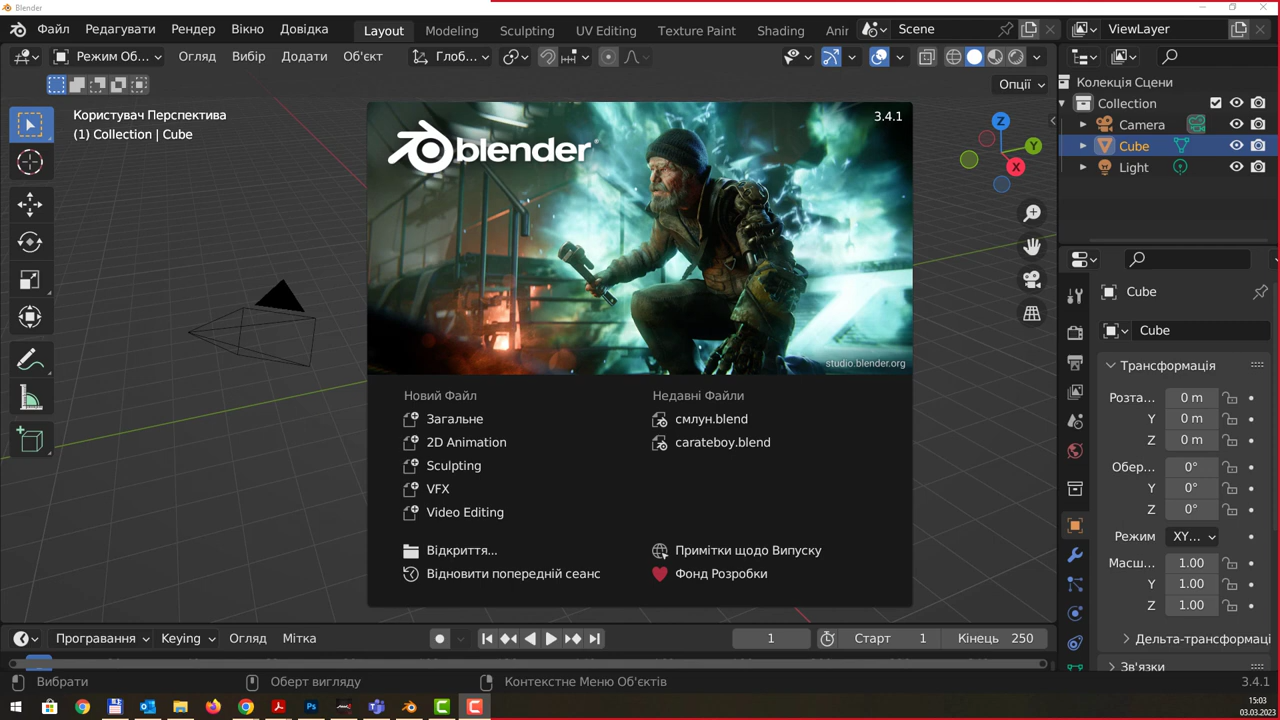 Blender
Файл Редагувати Рендер Вікно Довідка Layout Modeling Sculpting UV Editing Texture Paint Shading Anir Scene ViewLayer
Режим Об... Огляд Вибір Додати Об'єкт Глоб...
Опції
Користувач Перспектива
(1) Collection | Cube
Колекція Сцени
Collection
Camera
Cube
Light
Z
Y
X
blender
3.4.1
studio.blender.org
Новий Файл
Загальне
2D Animation
Sculpting
VFX
Video Editing
Недавні Файли
смлун.blend
carateboy.blend
Відкриття...
Відновити попередній сеанс
Примітки щодо Випуску
Фонд Розробки
Cube
Cube
Трансформація
Розта... 0 m
Y 0 m
Z 0 m
Обер... 0°
Y 0°
Z 0°
Режим XY...
Масш... 1.00
Y 1.00
Z 1.00
Дельта-трансформаці
Зв'язки
Програвання Keying Огляд Мітка 1 Старт 1 Кінець 250
Вибрати Оберт вигляду Контекстне Меню Об'єктів 3.4.1
15:03
03.03.2023